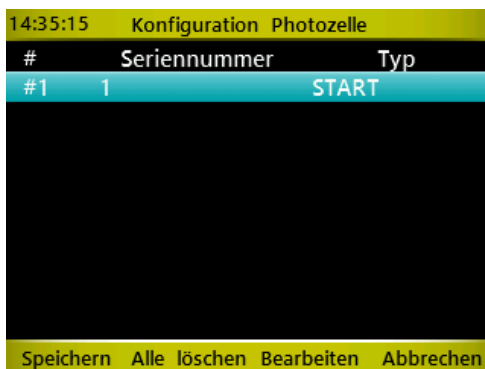 14:35:15 Konfiguration Photozelle
# Seriennummer Typ
#1 1 START
Speichern Alle löschen Bearbeiten Abbrechen